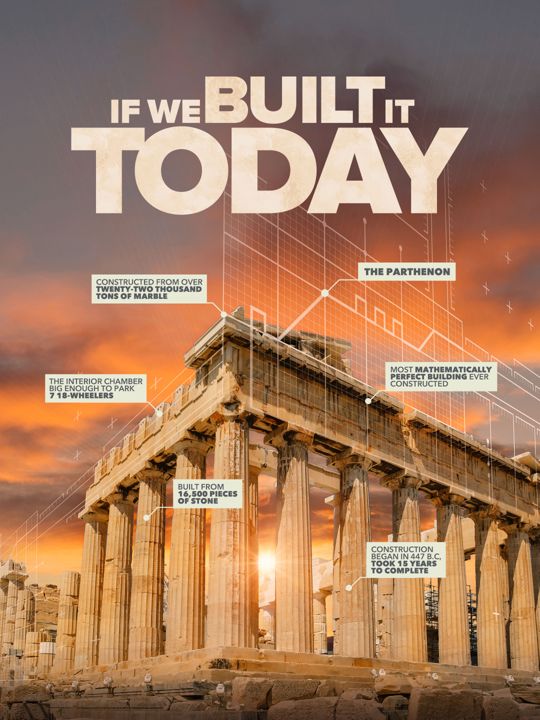 IF WE BUILT IT
TODAY
THE PARTHENON
CONSTRUCTED FROM OVER
TWENTY-TWO THOUSAND
TONS OF MARBLE
MOST MATHEMATICALLY
PERFECT BUILDING EVER
CONSTRUCTED
THE INTERIOR CHAMBER
BIG ENOUGH TO PARK
7 18-WHEELERS
BUILT FROM
16,500 PIECES
OF STONE
CONSTRUCTION
BEGAN IN 447 B.C,
TOOK 15 YEARS
TO COMPLETE